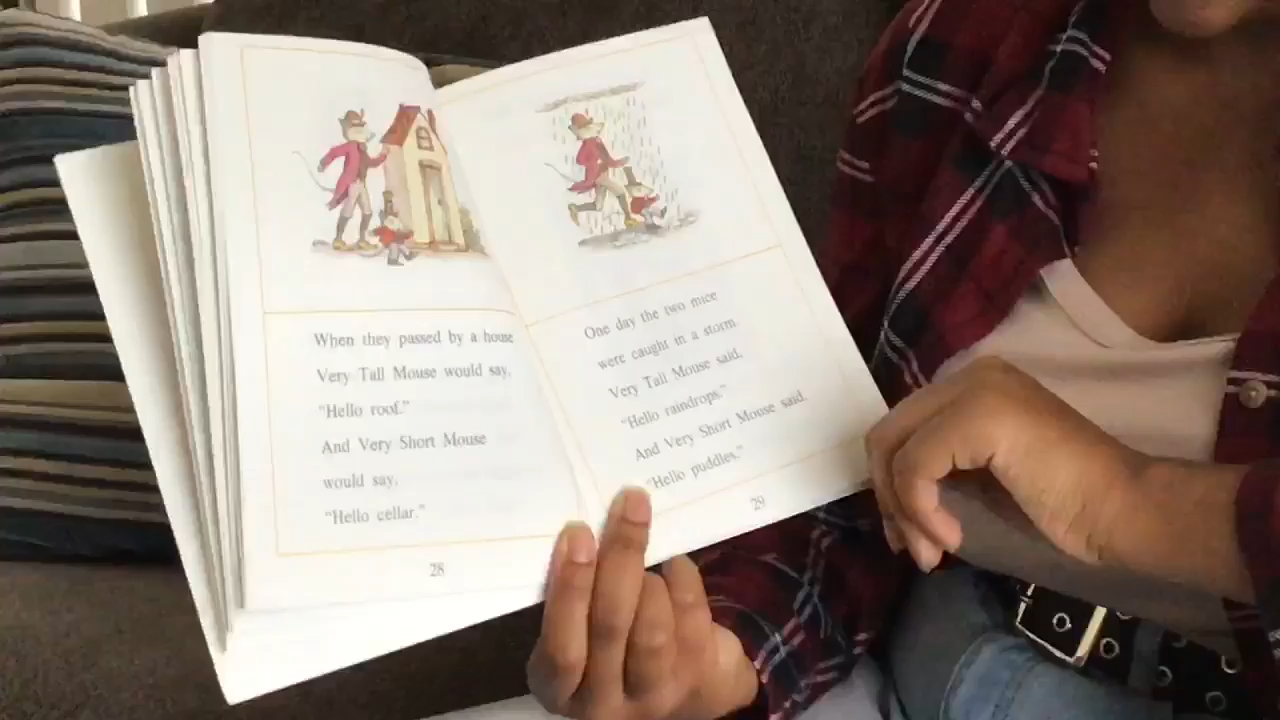 When they passed by a house
Very Tall Mouse would say,
"Hello roof."
And Very Short Mouse
would say,
"Hello cellar."
28
One day the two mice
were caught in a storm.
Very Tall Mouse said,
"Hello raindrops."
And Very Short Mouse said,
"Hello puddles."
29